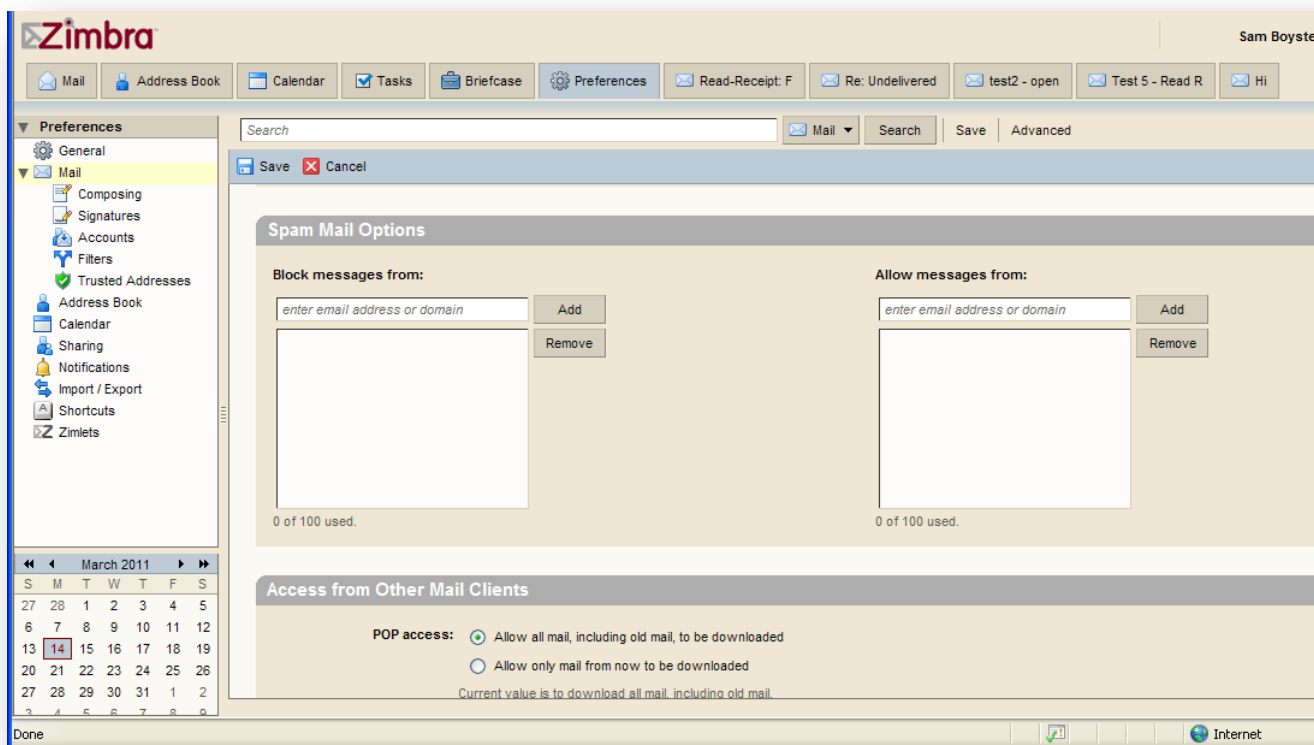 Zimbra
Sam Boyste
Mail Address Book Calendar Tasks Briefcase Preferences Read-Receipt: F Re: Undelivered test2 - open Test 5 - Read R Hi
Preferences
General
Mail
Composing
Signatures
Accounts
Filters
Trusted Addresses
Address Book
Calendar
Sharing
Notifications
Import / Export
Shortcuts
Zimlets
March 2011
S M T W T F S
27 28 1 2 3 4 5
6 7 8 9 10 11 12
13 14 15 16 17 18 19
20 21 22 23 24 25 26
27 28 29 30 31 1 2
3 4 5 6 7 8 9
Search Mail Search Save Advanced
Save Cancel
Spam Mail Options
Block messages from:
enter email address or domain Add
Remove
0 of 100 used.
Allow messages from:
enter email address or domain Add
Remove
0 of 100 used.
Access from Other Mail Clients
POP access: Allow all mail, including old mail, to be downloaded
Allow only mail from now to be downloaded
Current value is to download all mail, including old mail.
Done Internet